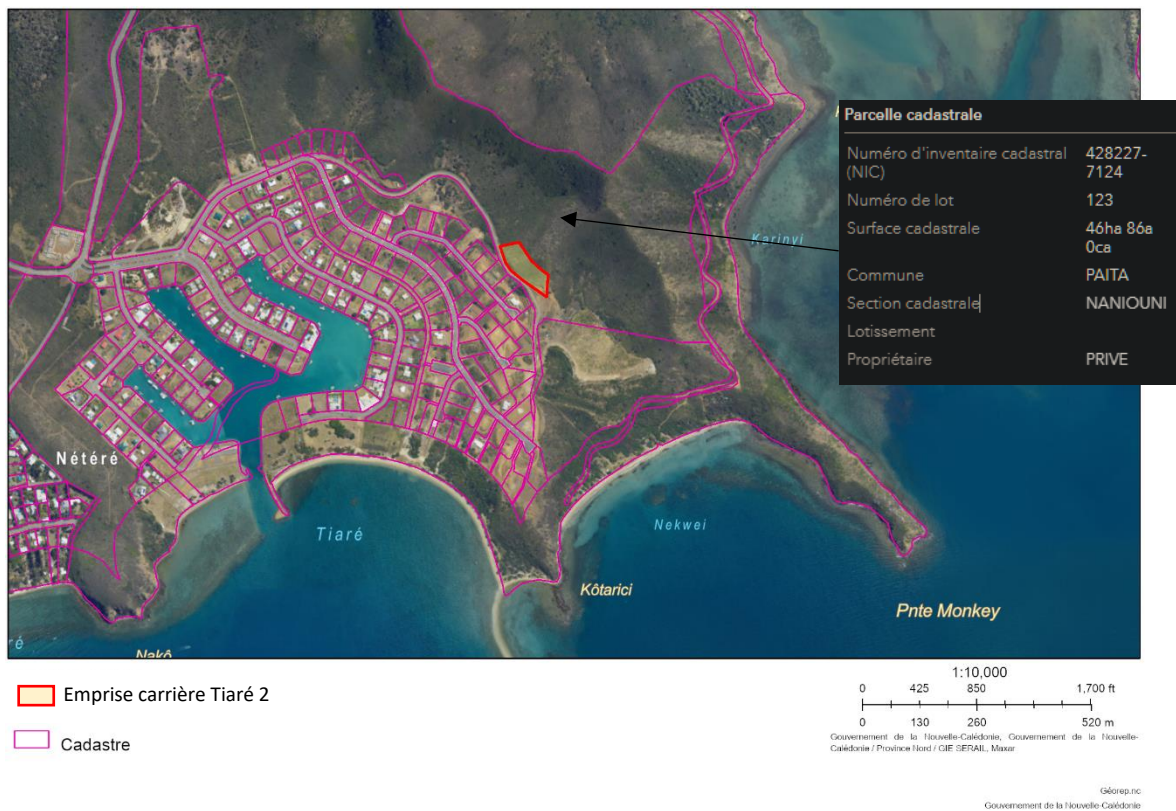 Parcelle cadastrale
Numéro d'inventaire cadastral 428227-
(NIC) 7124
Numéro de lot 123
Surface cadastrale 46ha 86a
0ca
Commune PAITA
Section cadastrale NANIOUNI
Lotissement
Propriétaire PRIVE
Karinyi
Nétéré
Tiaré
Nekwei
Kôtarici
Pnte Monkey
ré
Nakô
Emprise carrière Tiaré 2
Cadastre
1:10,000
0 425 850 1,700 ft
0 130 260 520 m
Gouvernement de la Nouvelle-Calédonie, Gouvernement de la Nouvelle-
Calédonie / Province Nord / GIE SERAIL, Maxar
Géorep.nc
Gouvernement de la Nouvelle-Calédonie